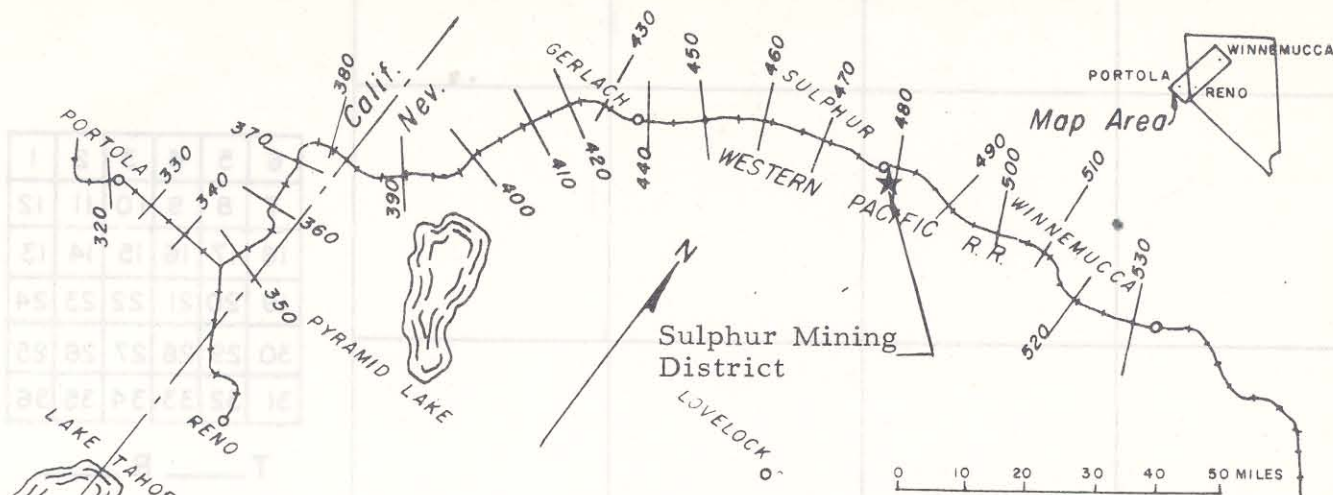 PORTOLA
320
330
340
350
360
370
380
Calif.
Nev.
390
400
410
420
GERLACH
430
440
450
460
SULPHUR
470
480
WESTERN
PACIFIC
R. R.
490
500
WINNEMUCCA
510
520
530
PORTOLA
WINNEMUCCA
RENO
Map Area
PYRAMID LAKE
RENO
LAKE TAHOE
N
Sulphur Mining
District
LOVELOCK
0 10 20 30 40 50 MILES